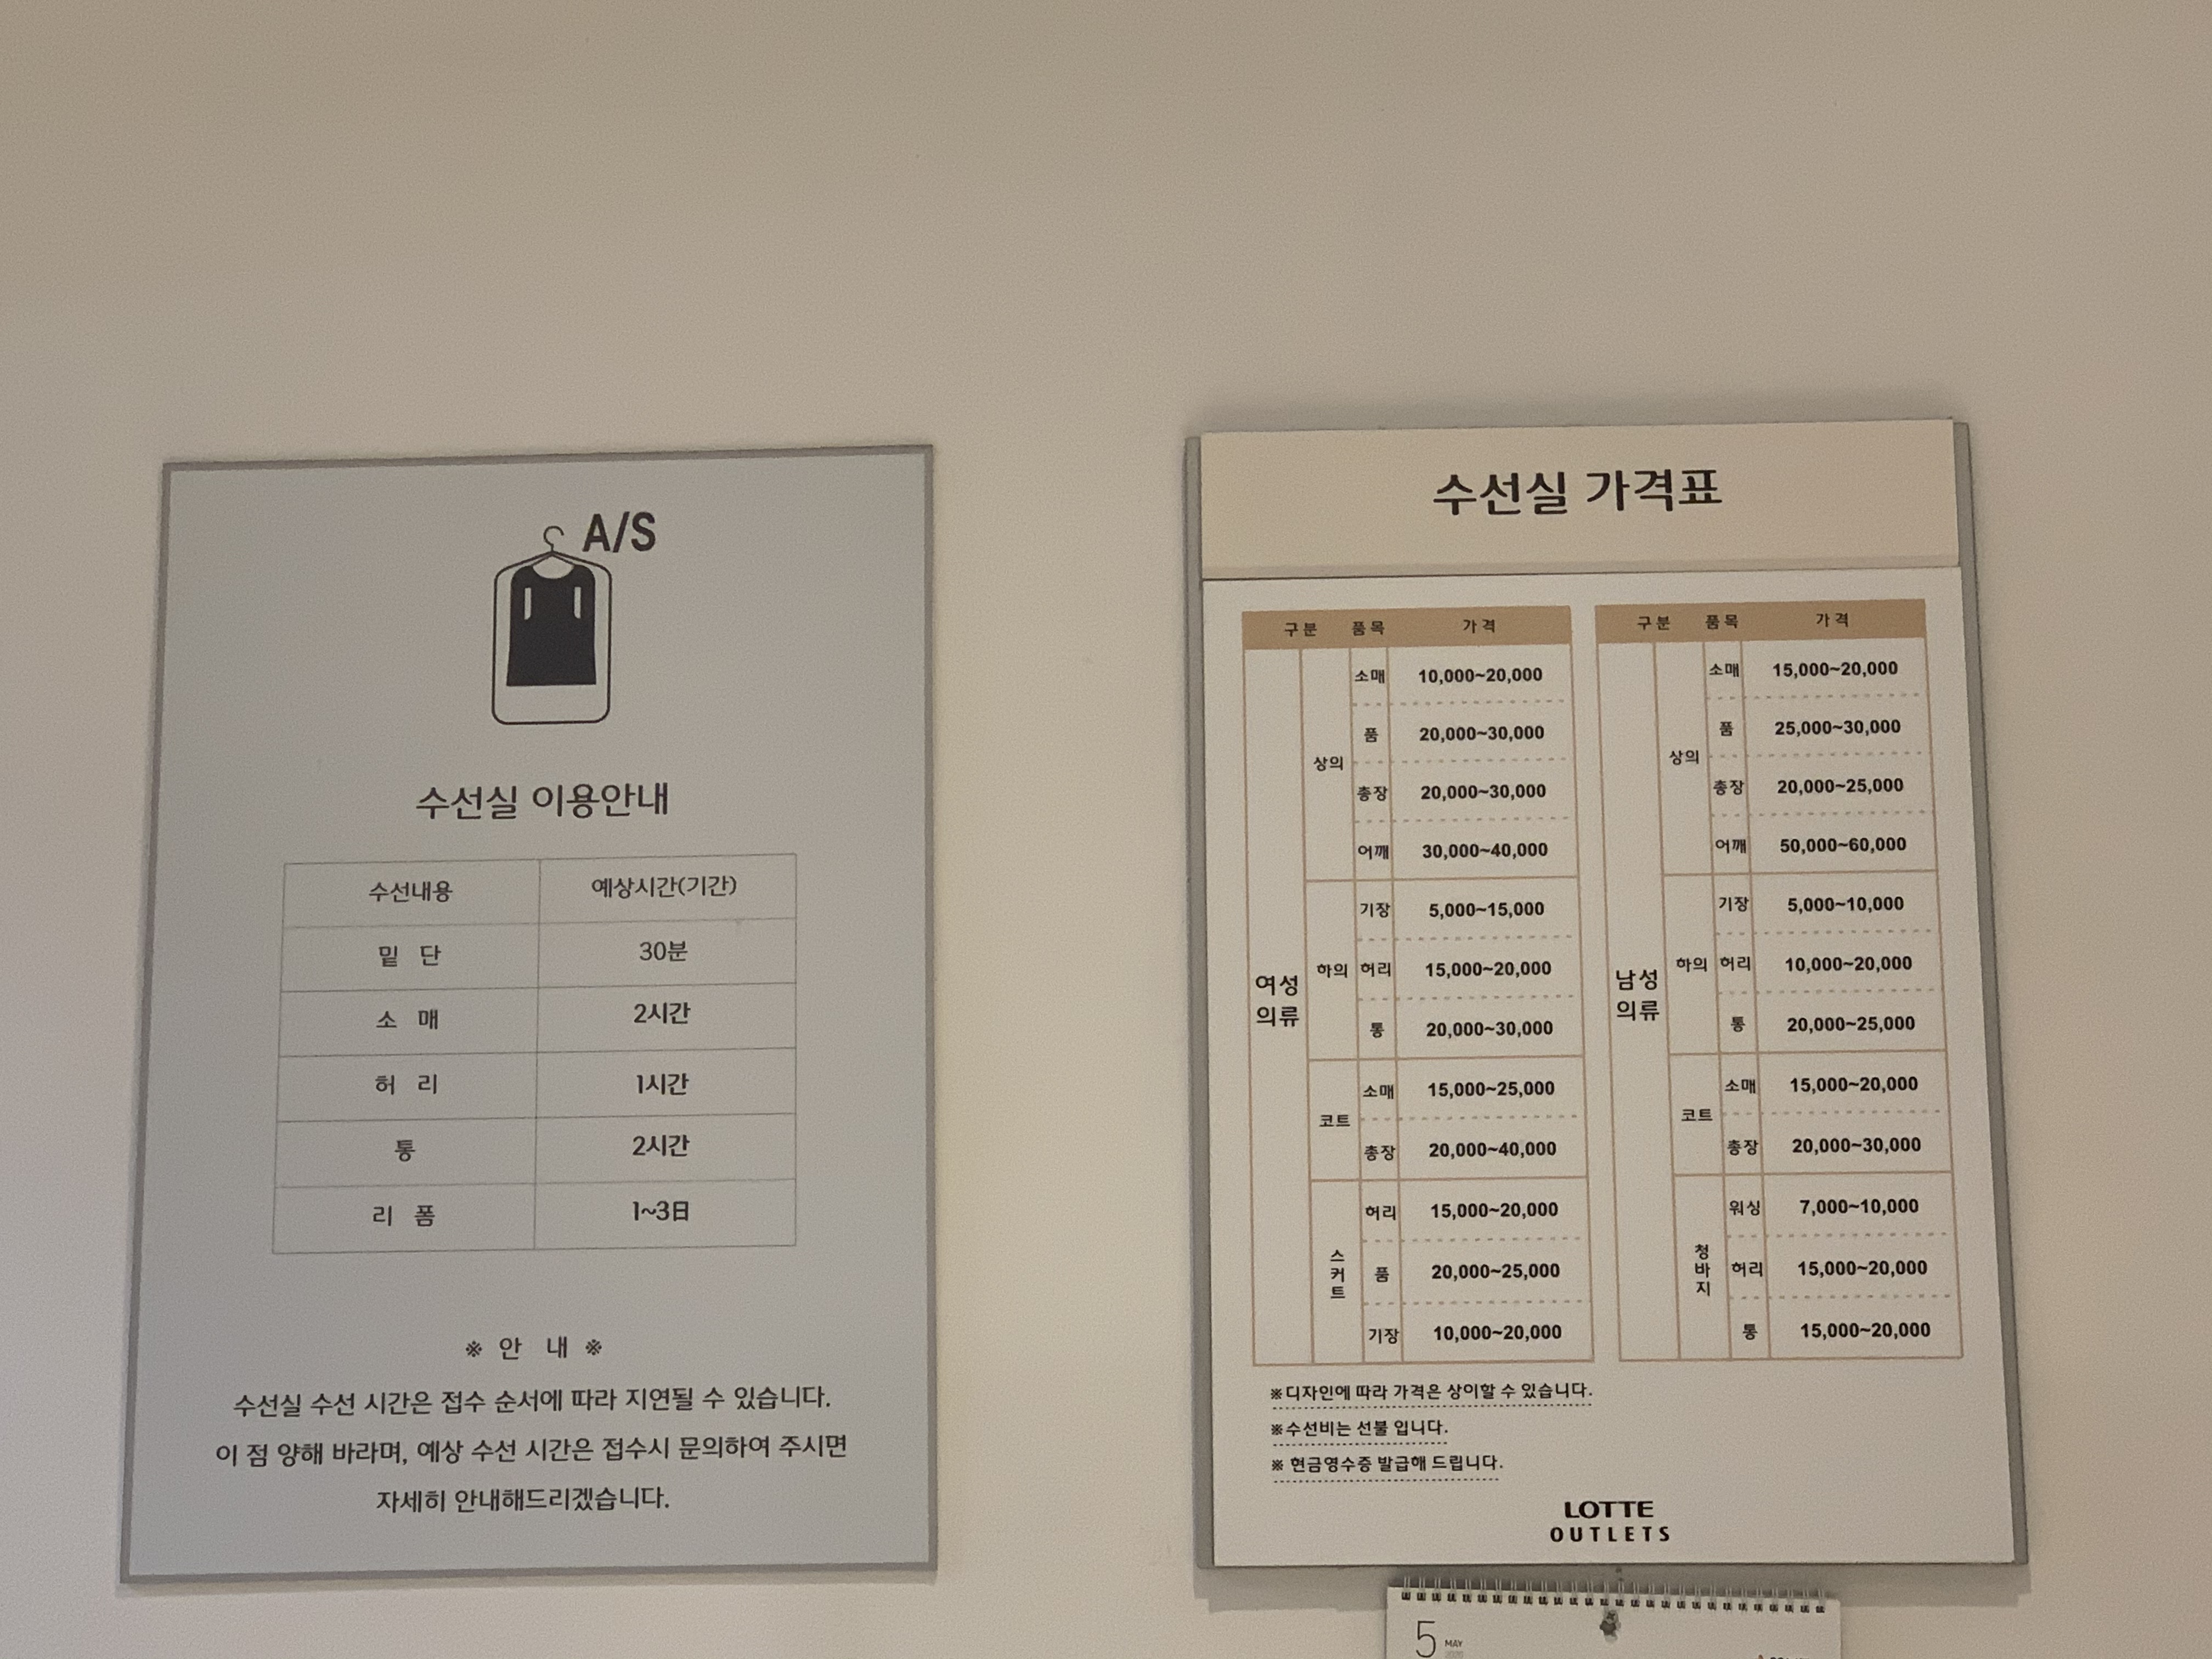 A/S
수선실 이용안내
수선내용 예상시간(기간)
밑 단 30분
소 매 2시간
허 리 1시간
통 2시간
리 폼 1~3日
※ 안 내 ※
수선실 수선 시간은 접수 순서에 따라 지연될 수 있습니다.
이 점 양해 바라며, 예상 수선 시간은 접수시 문의하여 주시면
자세히 안내해드리겠습니다.
수선실 가격표
구분 품목 가격
여성
의류
상의
소매 10,000~20,000
품 20,000~30,000
총장 20,000~30,000
어깨 30,000~40,000
하의
기장 5,000~15,000
허리 15,000~20,000
통 20,000~30,000
코트
소매 15,000~25,000
총장 20,000~40,000
스커트
허리 15,000~20,000
품 20,000~25,000
기장 10,000~20,000
구분 품목 가격
남성
의류
상의
소매 15,000~20,000
품 25,000~30,000
총장 20,000~25,000
어깨 50,000~60,000
하의
기장 5,000~10,000
허리 10,000~20,000
통 20,000~25,000
코트
소매 15,000~20,000
총장 20,000~30,000
청바지
워싱 7,000~10,000
허리 15,000~20,000
통 15,000~20,000
※디자인에 따라 가격은 상이할 수 있습니다.
※수선비는 선불 입니다.
※ 현금영수증 발급해 드립니다.
LOTTE
OUTLETS
5 MAY